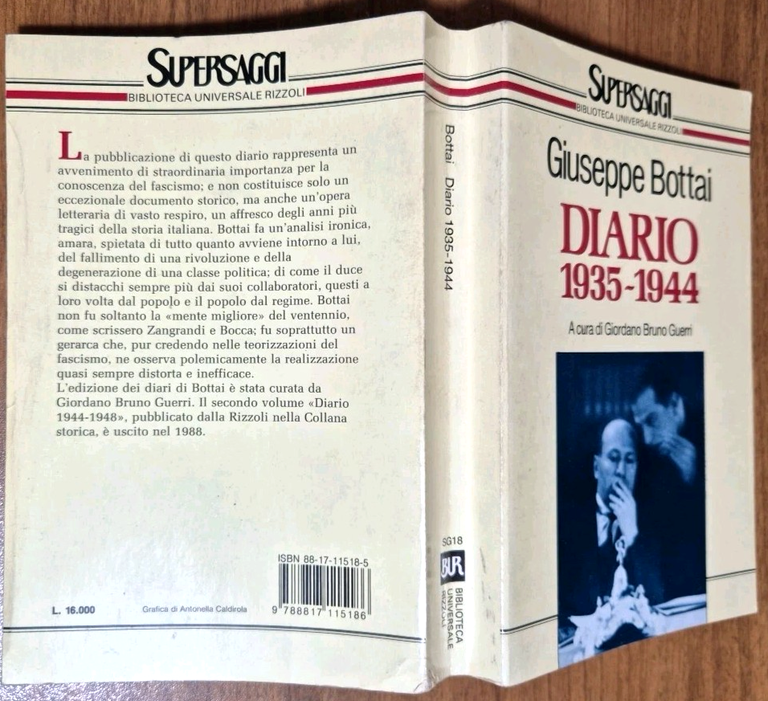 SUPERSAGGI
BIBLIOTECA UNIVERSALE RIZZOLI
La pubblicazione di questo diario rappresenta un
avvenimento di straordinaria importanza per la
conoscenza del fascismo; e non costituisce solo un
eccezionale documento storico, ma anche un'opera
letteraria di vasto respiro, un affresco degli anni più
tragici della storia italiana. Bottai fa un'analisi ironica,
amara, spietata di tutto quanto avviene intorno a lui,
del fallimento di una rivoluzione e della
degenerazione di una classe politica; di come il duce
si distacchi sempre più dai suoi collaboratori, questi a
loro volta dal popolo e il popolo dal regime. Bottai
non fu soltanto la «mente migliore» del ventennio,
come scrissero Zangrandi e Bocca; fu soprattutto un
gerarca che, pur credendo nelle teorizzazioni del
fascismo, ne osserva polemicamente la realizzazione
quasi sempre distorta e inefficace.
L'edizione dei diari di Bottai è stata curata da
Giordano Bruno Guerri. Il secondo volume «Diario
1944-1948», pubblicato dalla Rizzoli nella Collana
storica, è uscito nel 1988.
L. 16.000
Grafica di Antonella Caldirola
ISBN 88-17-11518-5
9 788817 115186
Bottai Diario 1935-1944
SG18
BUR
BIBLIOTECA
UNIVERSALE
RIZZOLI
SUPERSAGGI
BIBLIOTECA UNIVERSALE RIZZOLI
Giuseppe Bottai
DIARIO
1935-1944
A cura di Giordano Bruno Guerri